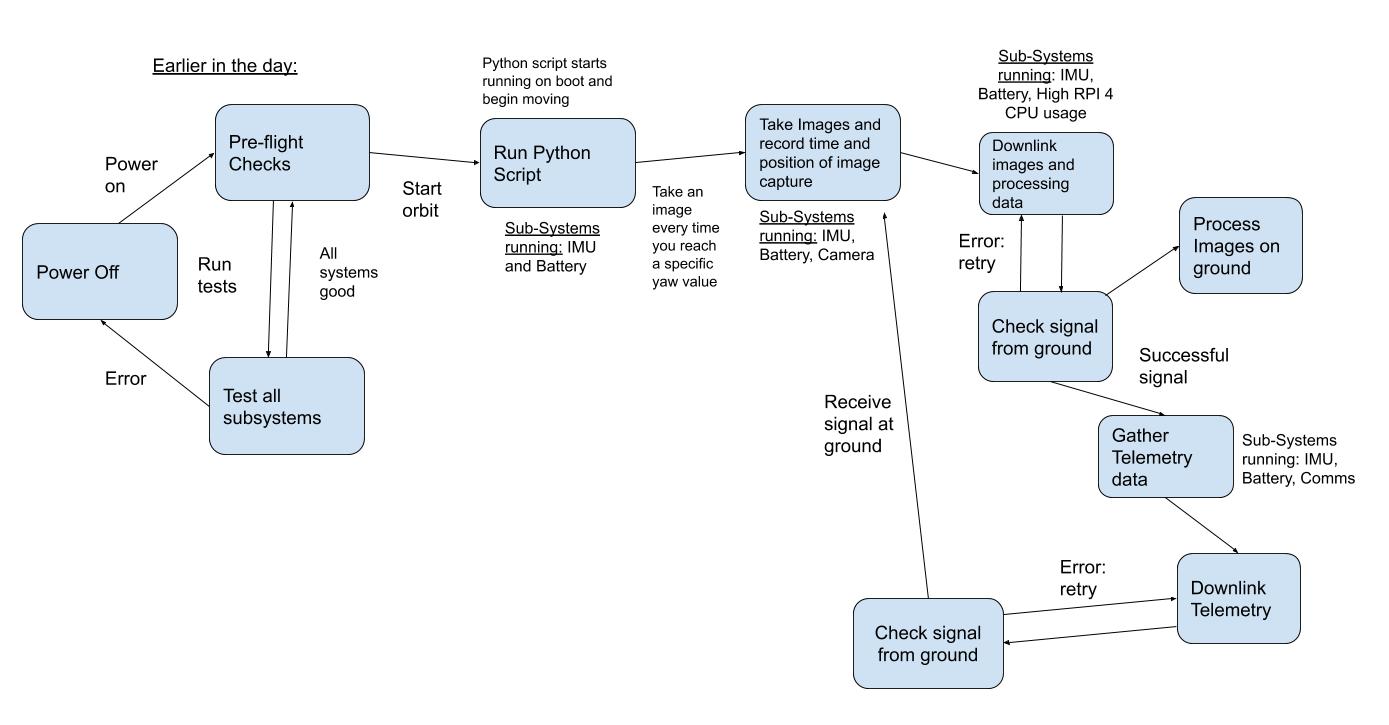 Earlier in the day:
Power
on
Pre-flight
Checks
Power Off
Run
tests
All
systems
good
Error
Test all
subsystems
Start
orbit
Python script starts
running on boot and
begin moving
Run Python
Script
Sub-Systems
running: IMU
and Battery
Take an
image
every time
you reach
a specific
yaw value
Take Images and
record time and
position of image
capture
Sub-Systems
running: IMU,
Battery, Camera
Sub-Systems
running: IMU,
Battery, High RPI 4
CPU usage
Downlink
images and
processing
data
Error:
retry
Process
Images on
ground
Check signal
from ground
Successful
signal
Gather
Telemetry
data
Sub-Systems
running: IMU,
Battery, Comms
Receive
signal at
ground
Error:
retry
Downlink
Telemetry
Check signal
from ground